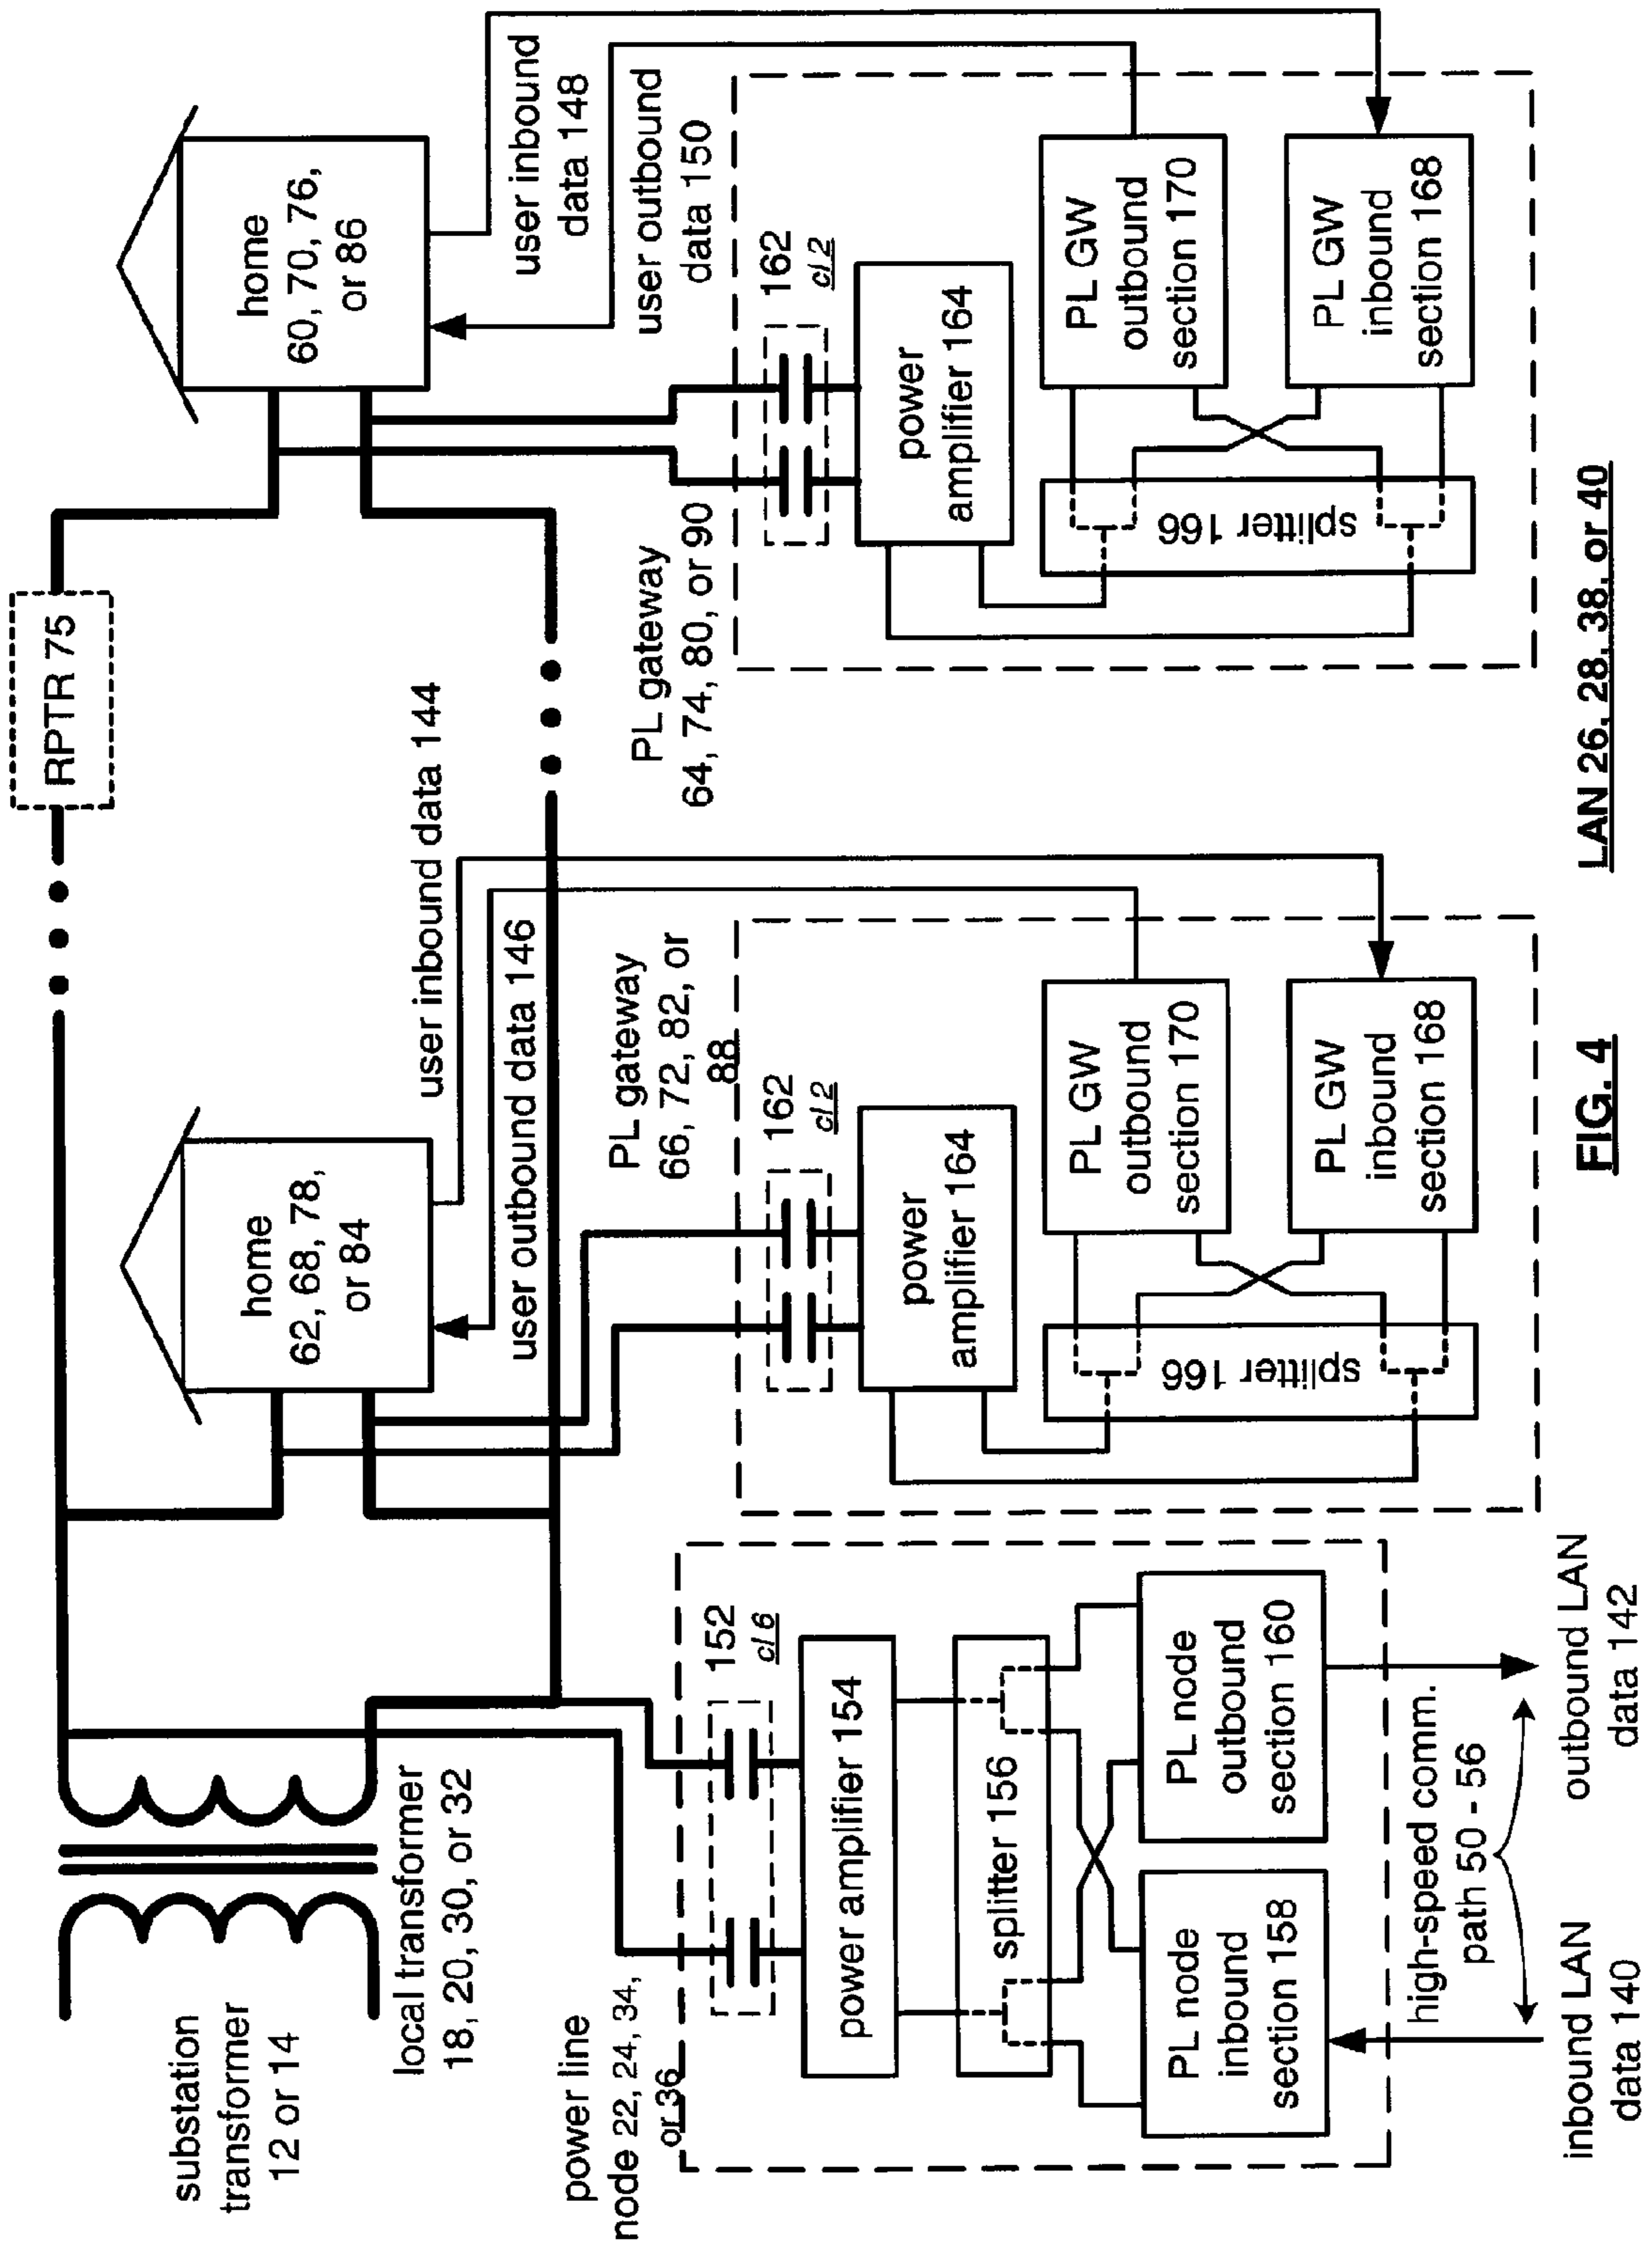 substation
transformer
12 or 14
local transformer
18, 20, 30, or 32
RPTR 75
home
62, 68, 78,
or 84
home
60, 70, 76,
or 86
user inbound data 144
user outbound data 146
user inbound
data 148
user outbound
data 150
power line
node 22, 24, 34,
or 36
152
cl 6
power amplifier 154
splitter 156
PL node
inbound
section 158
PL node
outbound
section 160
high-speed comm.
path 50 - 56
inbound LAN
data 140
outbound LAN
data 142
PL gateway
66, 72, 82, or
88
162
cl 2
power
amplifier 164
splitter 166
PL GW
outbound
section 170
PL GW
inbound
section 168
PL gateway
64, 74, 80, or 90
162
cl 2
power
amplifier 164
splitter 166
PL GW
outbound
section 170
PL GW
inbound
section 168
FIG. 4
LAN 26, 28, 38, or 40